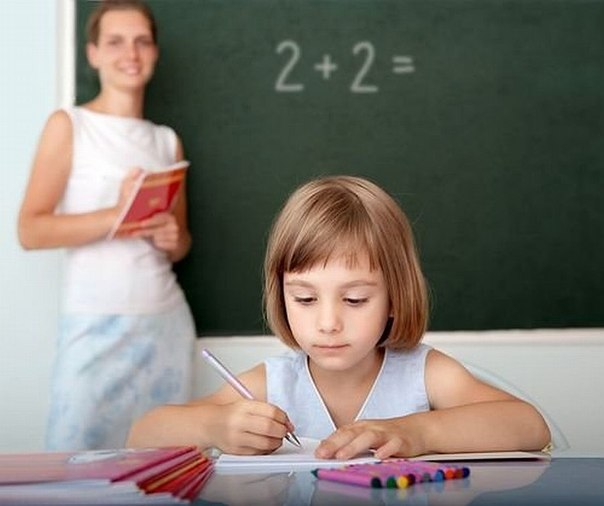 2 + 2 =